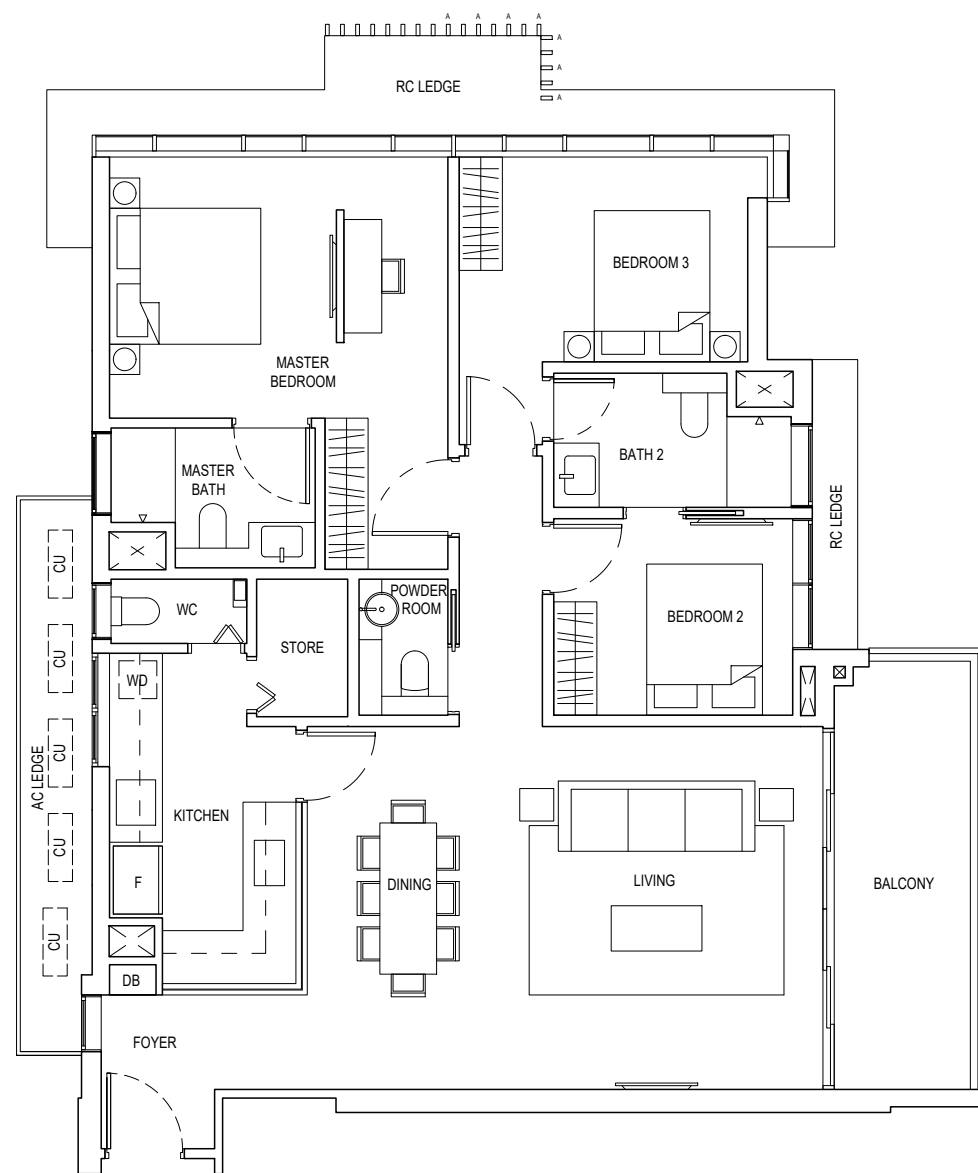 A A A A
A
A
A
RC LEDGE
BEDROOM 3
MASTER
BEDROOM
MASTER
BATH
BATH 2
RC LEDGE
CU
WC
POWDER
ROOM
STORE
BEDROOM 2
CU
WD
CU
AC LEDGE
KITCHEN
CU
F
DINING
LIVING
BALCONY
CU
DB
FOYER